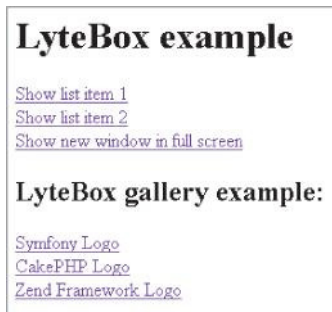 LyteBox example
Show list item 1
Show list item 2
Show new window in full screen
LyteBox gallery example:
Symfony Logo
CakePHP Logo
Zend Framework Logo